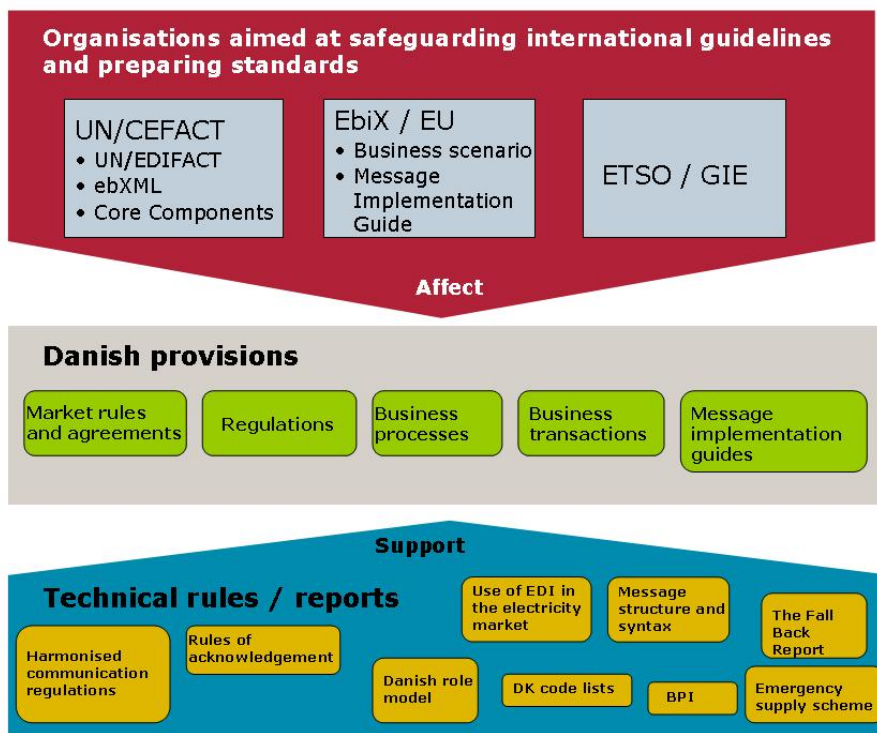 Organisations aimed at safeguarding international guidelines
and preparing standards
UN/CEFACT
• UN/EDIFACT
• ebXML
• Core Components
EbiX / EU
• Business scenario
• Message
Implementation
Guide
ETSO / GIE
Affect
Danish provisions
Market rules
and agreements
Regulations
Business
processes
Business
transactions
Message
implementation
guides
Support
Technical rules / reports
Harmonised
communication
regulations
Rules of
acknowledgement
Danish role
model
Use of EDI in
the electricity
market
DK code lists
Message
structure and
syntax
BPI
The Fall
Back
Report
Emergency
supply scheme